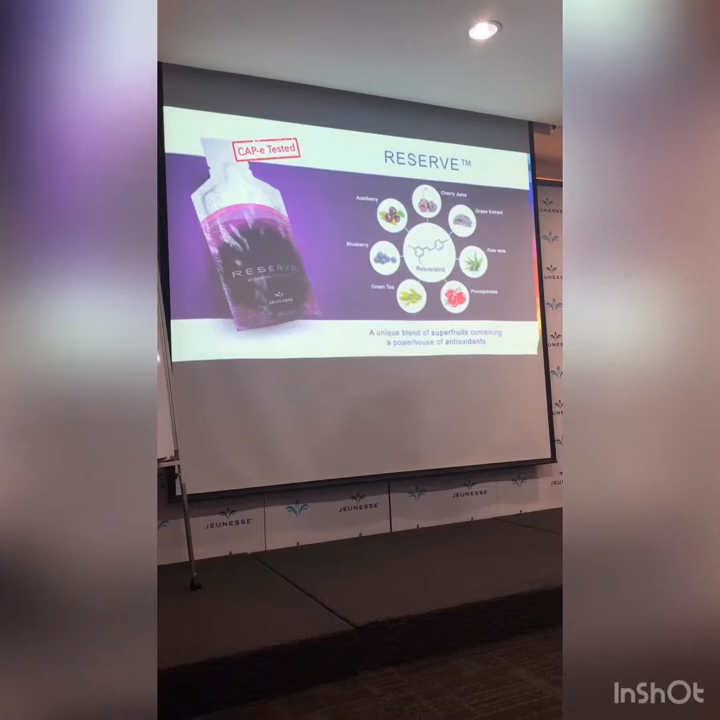 CAP-e Tested
RESERVE™
Acaiberry
Cherry Juice
Grape Extract
Blueberry
Aloe vera
Resveratrol
Green Tea
Pomegranate
RESERVE
JEUNESSE
A unique blend of superfruits containing
a powerhouse of antioxidants
JEUNESSE
JEUNESSE
JEUNESSE
InShOt